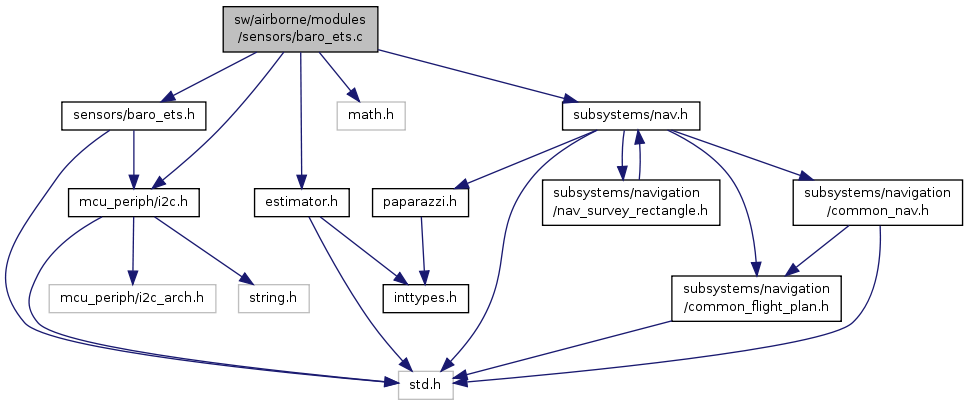 sw/airborne/modules
/sensors/baro_ets.c
sensors/baro_ets.h
math.h
subsystems/nav.h
mcu_periph/i2c.h
estimator.h
paparazzi.h
subsystems/navigation
/nav_survey_rectangle.h
subsystems/navigation
/common_nav.h
mcu_periph/i2c_arch.h
string.h
inttypes.h
subsystems/navigation
/common_flight_plan.h
std.h